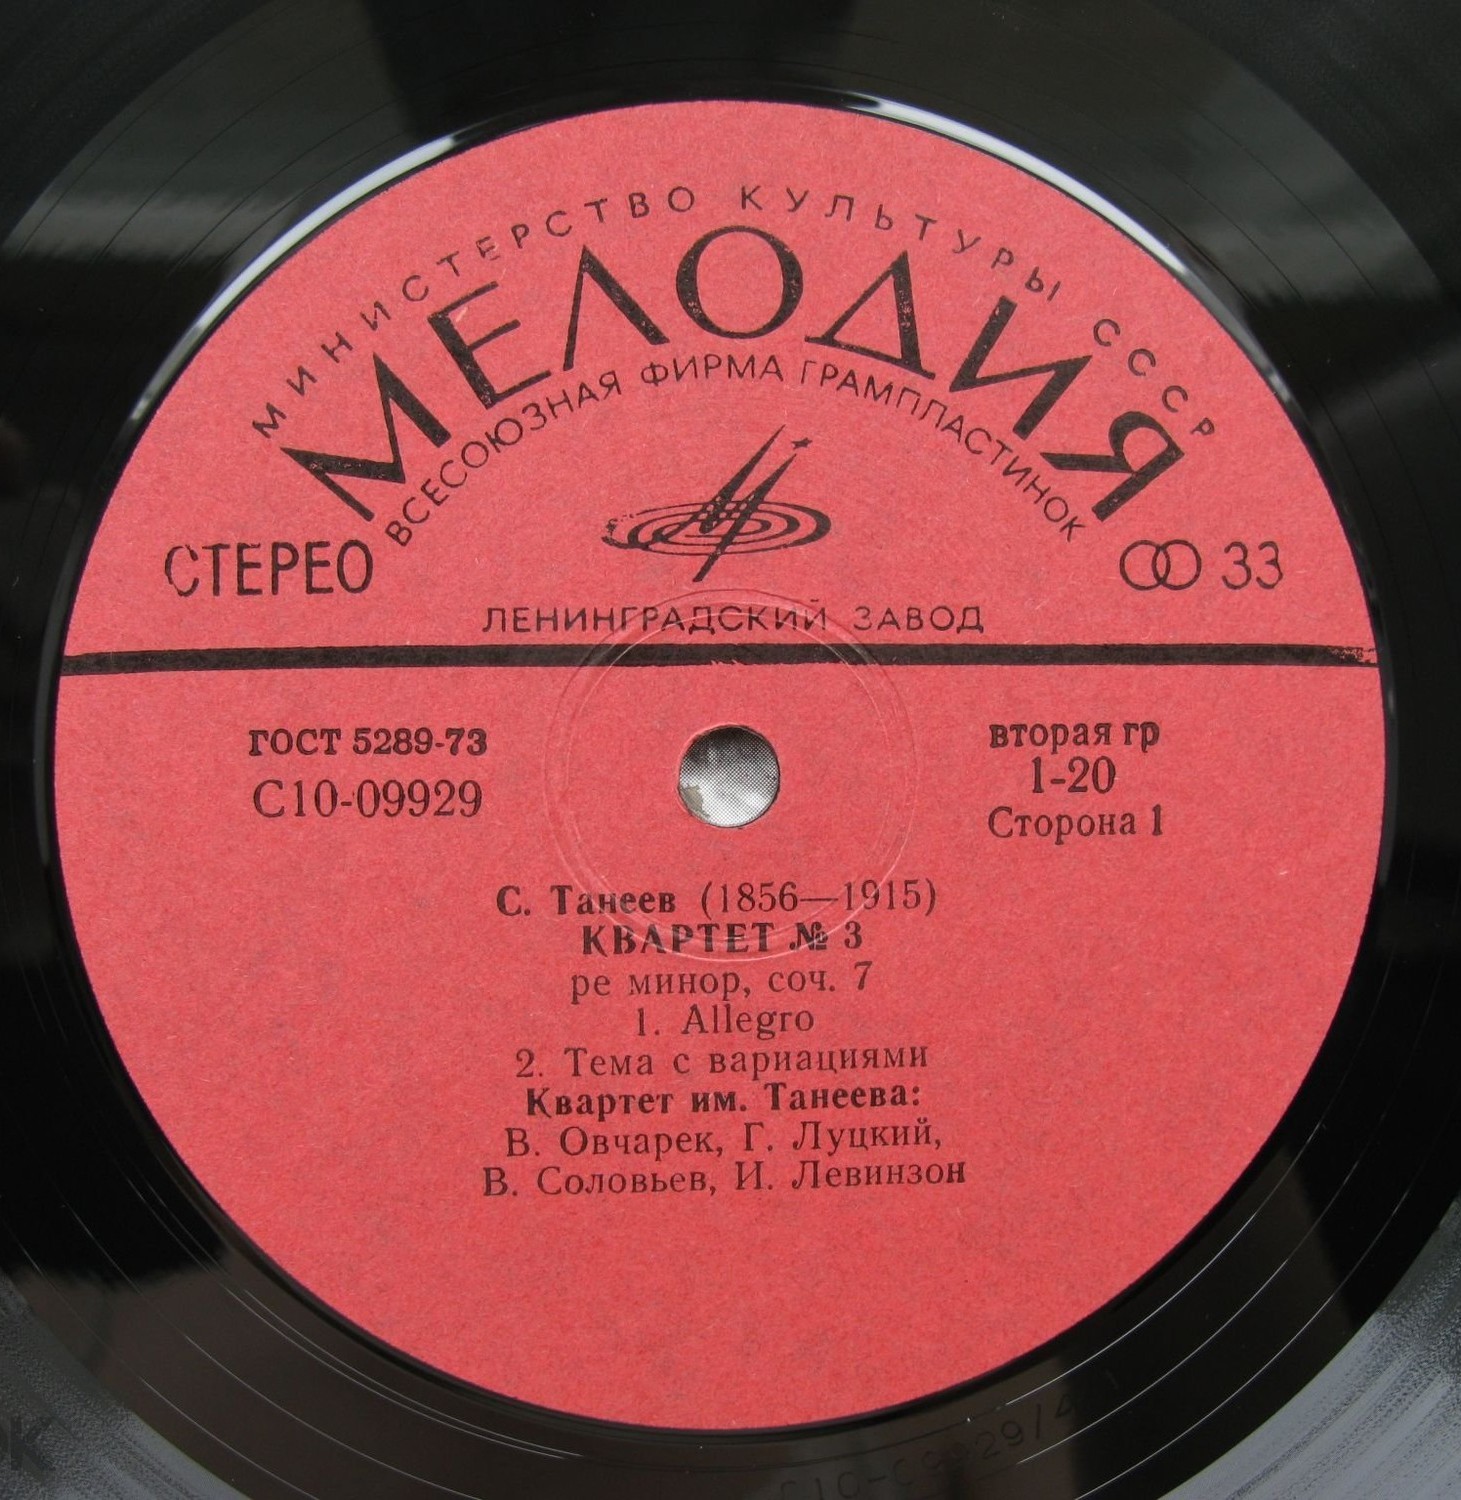 МИНИСТЕРСТВО КУЛЬТУРЫ СССР
МЕЛОДИЯ
ВСЕСОЮЗНАЯ ФИРМА ГРАМПЛАСТИНОК
СТЕРЕО
33
ЛЕНИНГРАДСКИЙ ЗАВОД
ГОСТ 5289-73
С10-09929
вторая гр
1-20
Сторона 1
С. Танеев (1856—1915)
КВАРТЕТ № 3
ре минор, соч. 7
1. Allegro
2. Тема с вариациями
Квартет им. Танеева:
В. Овчарек, Г. Луцкий,
В. Соловьев, И. Левинзон